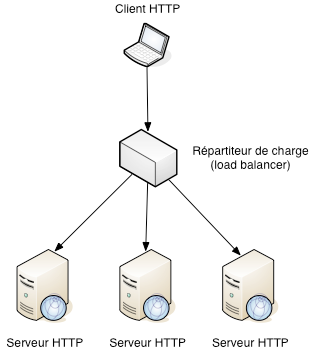 Client HTTP
Répartiteur de charge
(load balancer)
Serveur HTTP
Serveur HTTP
Serveur HTTP